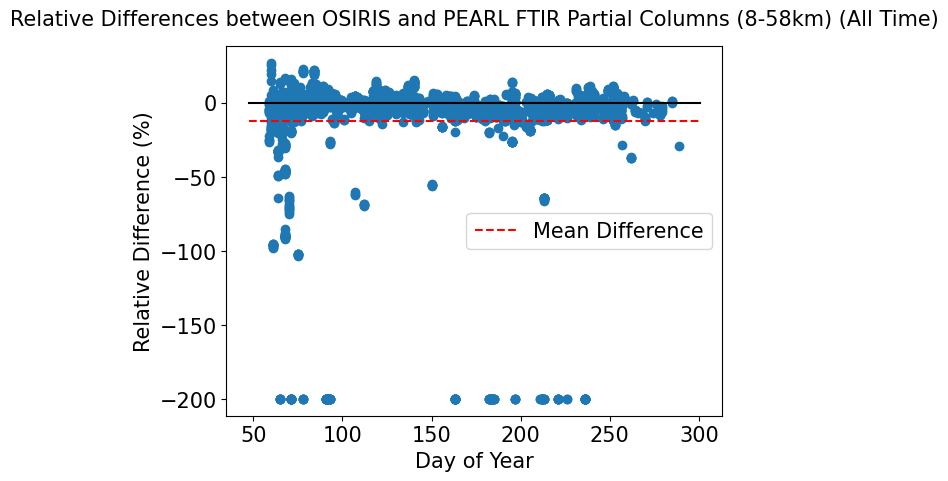 Relative Differences between OSIRIS and PEARL FTIR Partial Columns (8-58km) (All Time)
Relative Difference (%)
0
−50
−100
−150
−200
Mean Difference
50 100 150 200 250 300
Day of Year